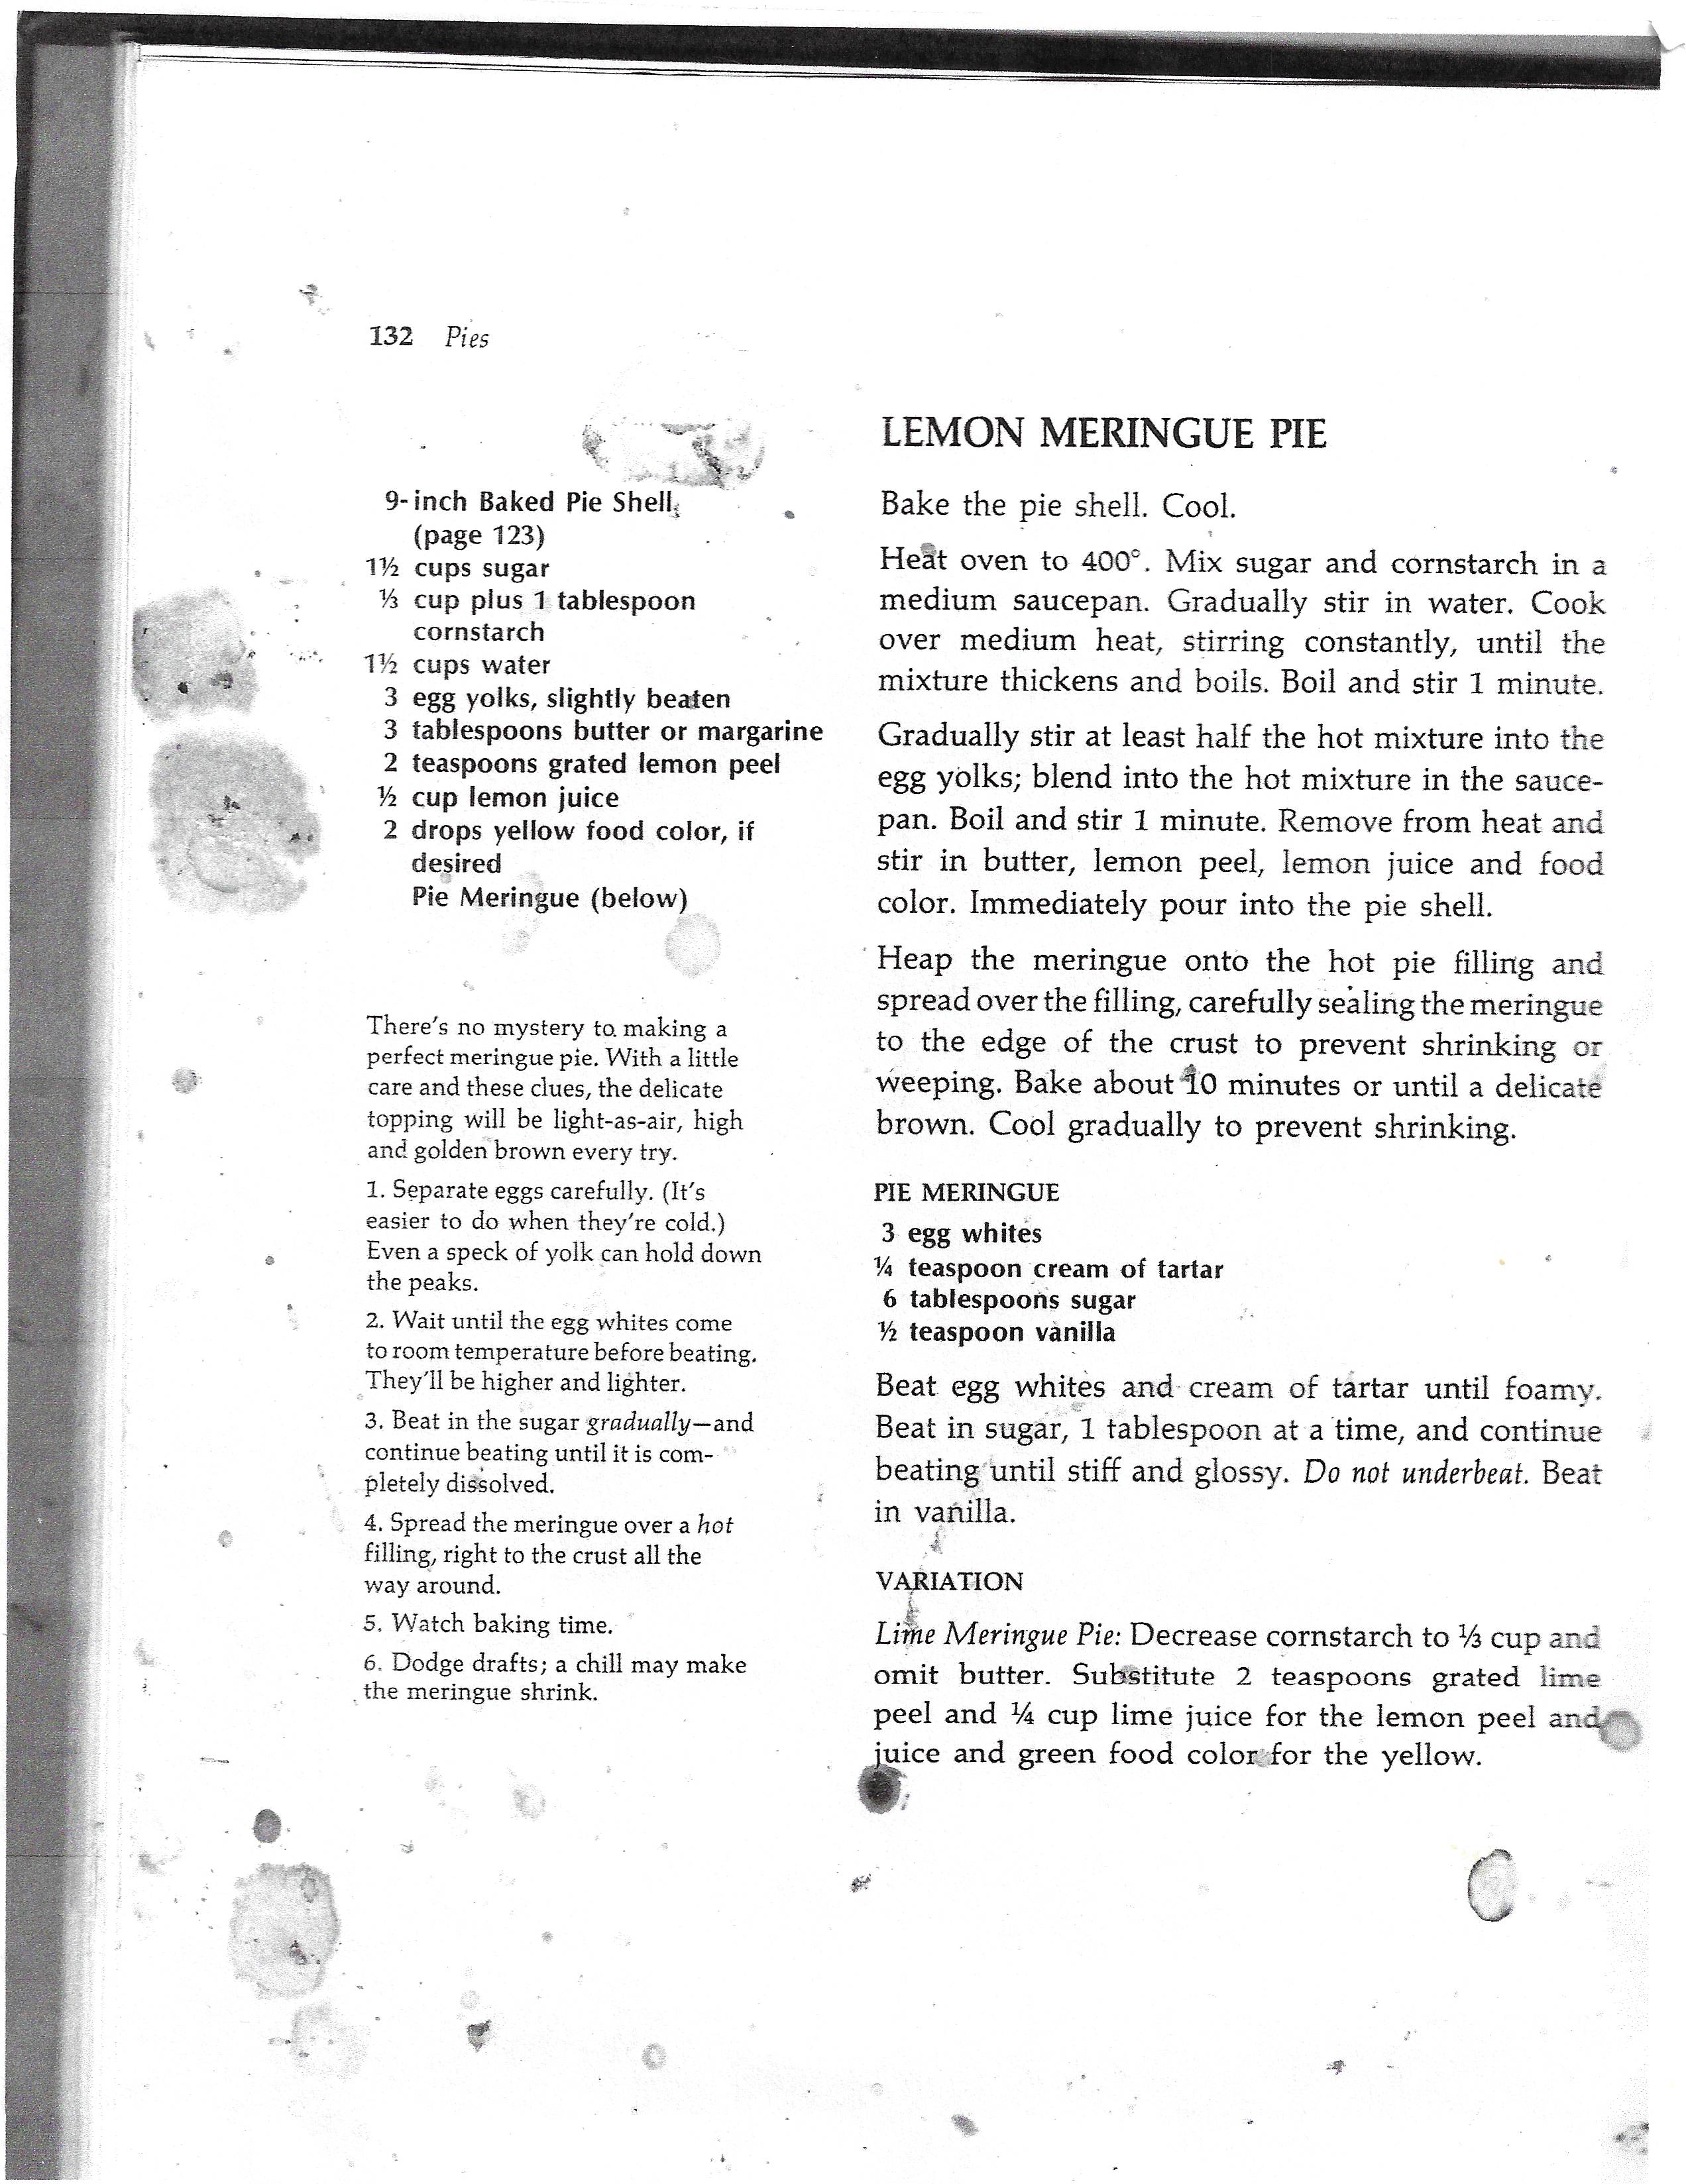 132 Pies
9-inch Baked Pie Shell
(page 123)
1½ cups sugar
⅓ cup plus 1 tablespoon
cornstarch
1½ cups water
3 egg yolks, slightly beaten
3 tablespoons butter or margarine
2 teaspoons grated lemon peel
½ cup lemon juice
2 drops yellow food color, if
desired
Pie Meringue (below)
There's no mystery to making a
perfect meringue pie. With a little
care and these clues, the delicate
topping will be light-as-air, high
and golden brown every try.
1. Separate eggs carefully. (It's
easier to do when they're cold.)
Even a speck of yolk can hold down
the peaks.
2. Wait until the egg whites come
to room temperature before beating.
They'll be higher and lighter.
3. Beat in the sugar gradually—and
continue beating until it is com-
pletely dissolved.
4. Spread the meringue over a hot
filling, right to the crust all the
way around.
5. Watch baking time.
6. Dodge drafts; a chill may make
the meringue shrink.
LEMON MERINGUE PIE
Bake the pie shell. Cool.
Heat oven to 400°. Mix sugar and cornstarch in a
medium saucepan. Gradually stir in water. Cook
over medium heat, stirring constantly, until the
mixture thickens and boils. Boil and stir 1 minute.
Gradually stir at least half the hot mixture into the
egg yolks; blend into the hot mixture in the sauce-
pan. Boil and stir 1 minute. Remove from heat and
stir in butter, lemon peel, lemon juice and food
color. Immediately pour into the pie shell.
Heap the meringue onto the hot pie filling and
spread over the filling, carefully sealing the meringue
to the edge of the crust to prevent shrinking or
weeping. Bake about 10 minutes or until a delicate
brown. Cool gradually to prevent shrinking.
PIE MERINGUE
3 egg whites
¼ teaspoon cream of tartar
6 tablespoons sugar
½ teaspoon vanilla
Beat egg whites and cream of tartar until foamy.
Beat in sugar, 1 tablespoon at a time, and continue
beating until stiff and glossy. Do not underbeat. Beat
in vanilla.
VARIATION
Lime Meringue Pie: Decrease cornstarch to ⅓ cup and
omit butter. Substitute 2 teaspoons grated lime
peel and ¼ cup lime juice for the lemon peel and
juice and green food color for the yellow.